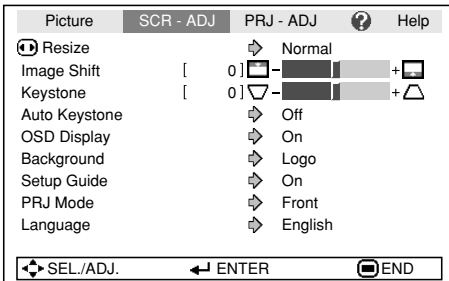 Picture SCR - ADJ PRJ - ADJ ? Help
Resize Normal
Image Shift [ 0 ] - +
Keystone [ 0 ] - +
Auto Keystone Off
OSD Display On
Background Logo
Setup Guide On
PRJ Mode Front
Language English
SEL./ADJ. ENTER END